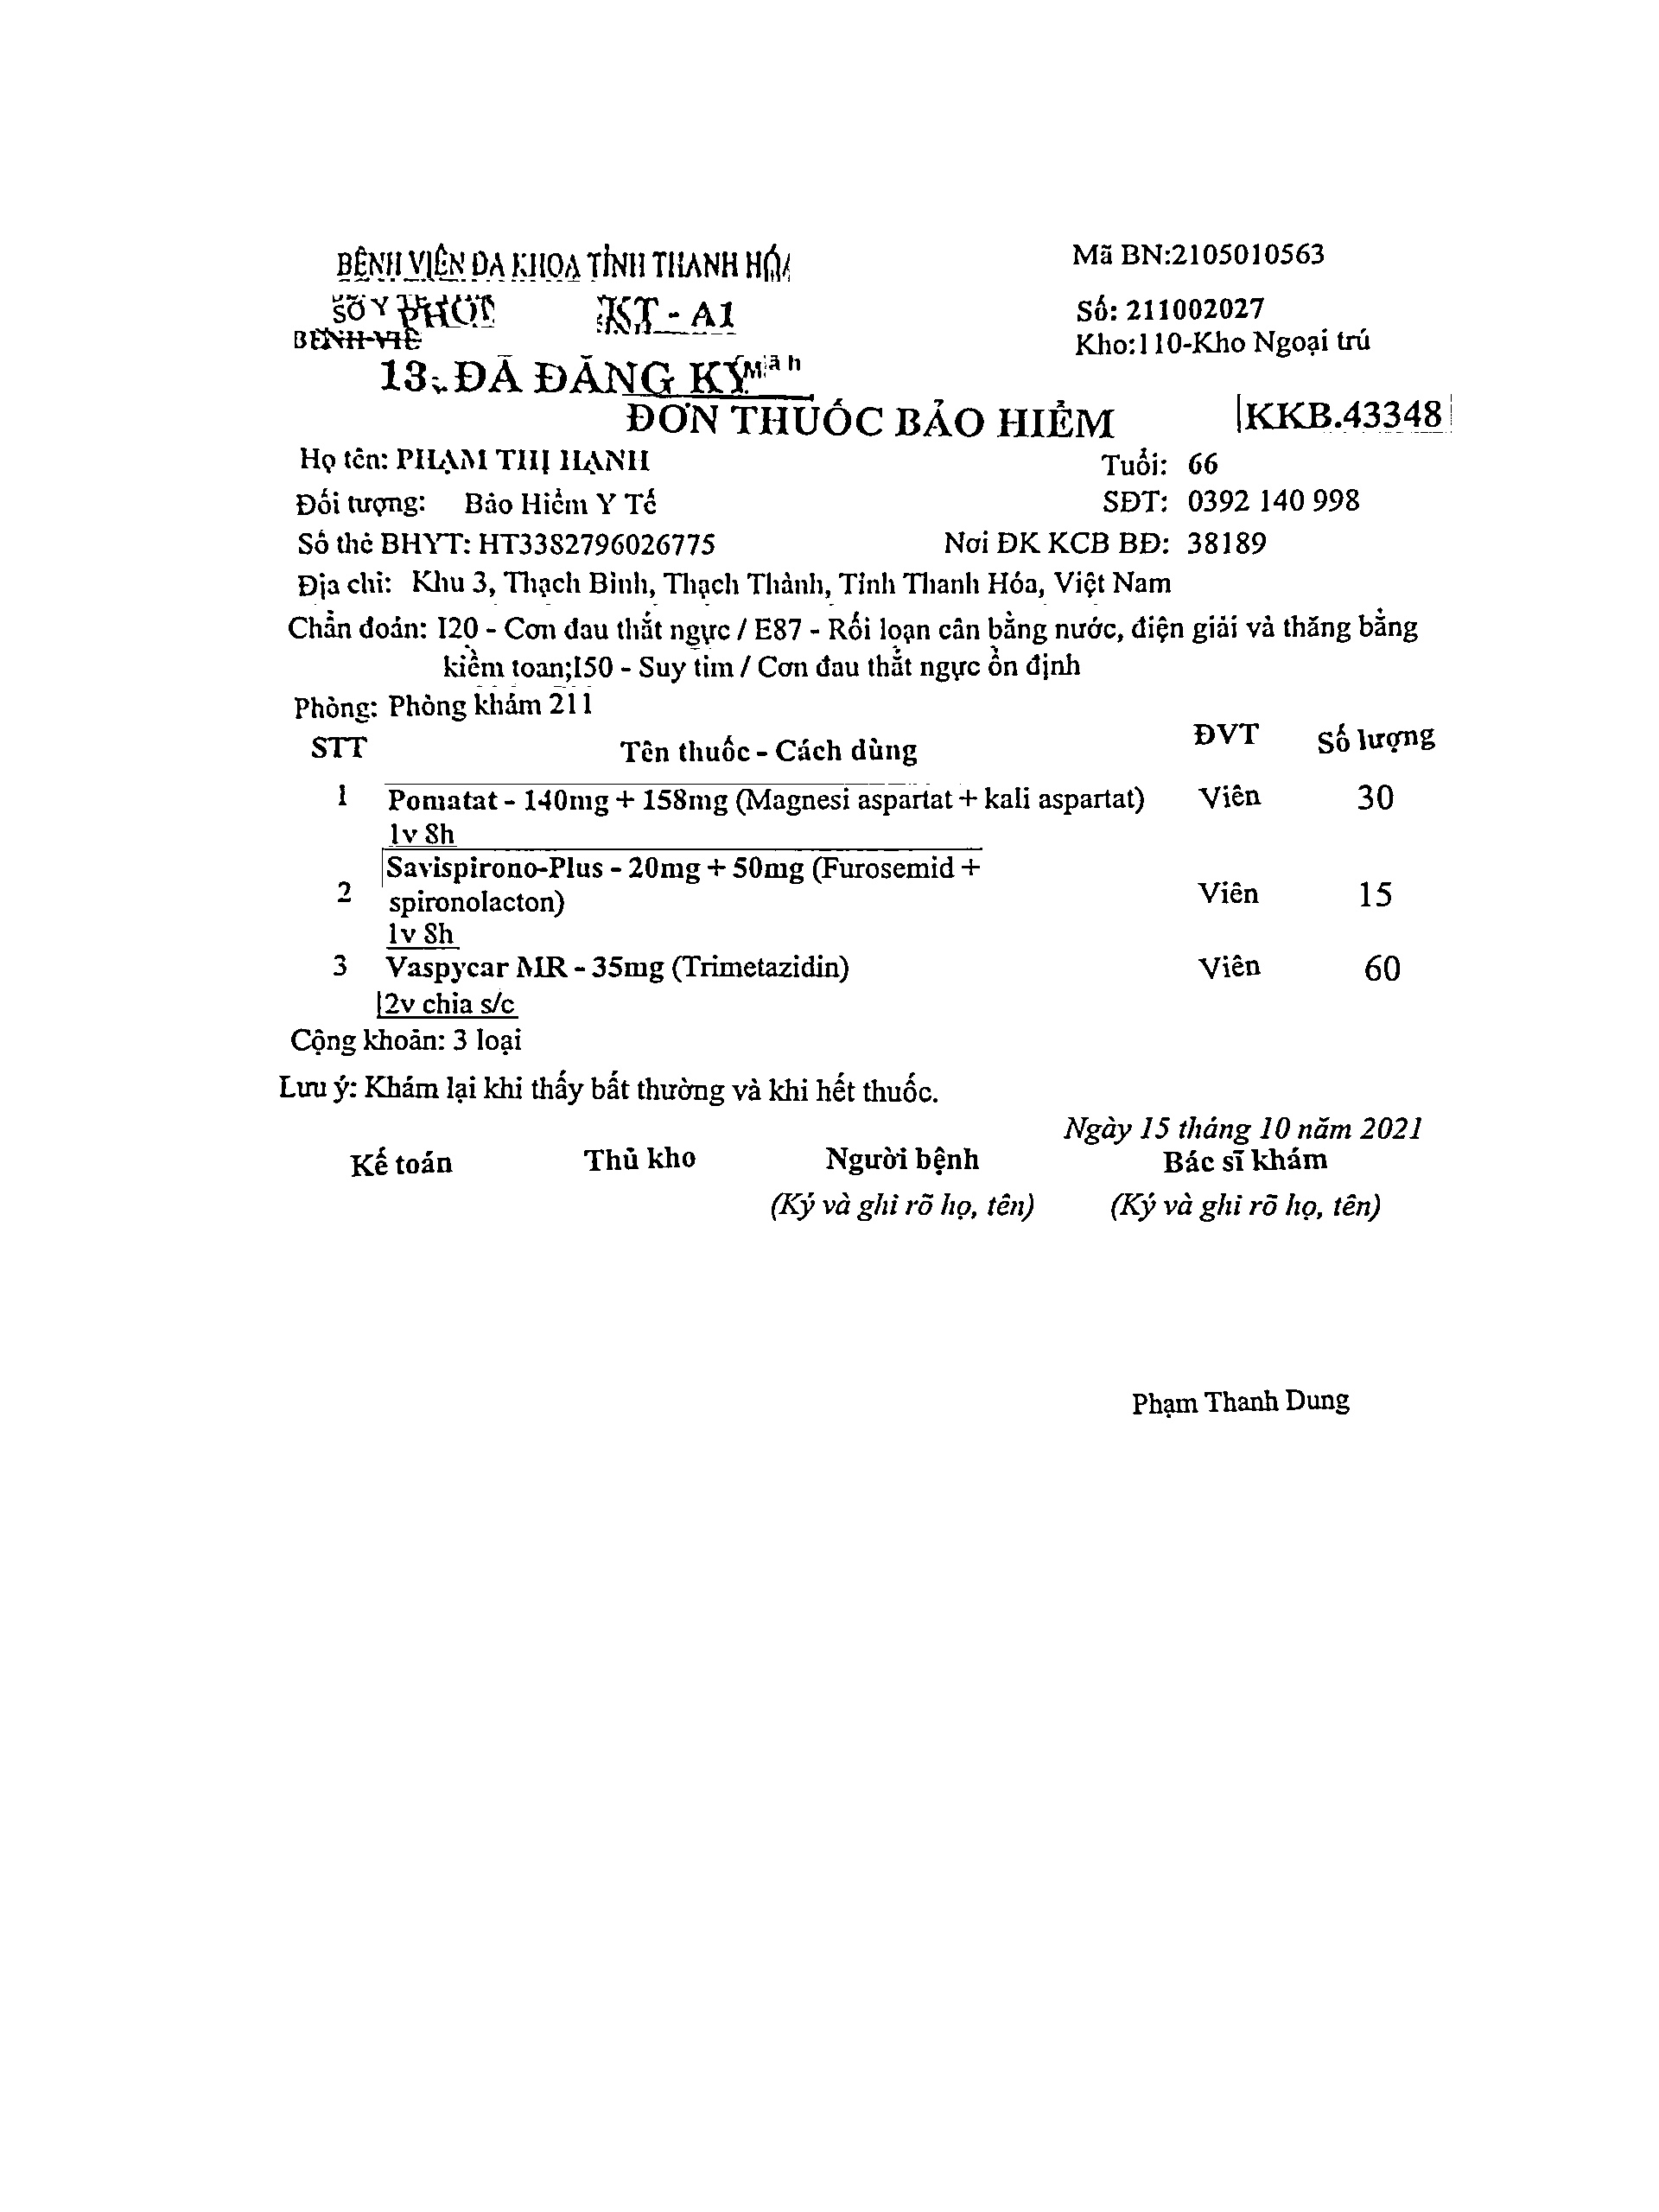 BỆNH VIỆN ĐA KHOA TỈNH THANH HÓA
Mã BN:2105010563
SỞ Y
KT - A1
Số: 211002027
BỆNH VIỆ
Kho:110-Kho Ngoại trú
13. ĐÃ ĐĂNG KÝ
ĐƠN THUỐC BẢO HIỂM
KKB.43348
Họ tên: PHẠM THỊ HẠNH
Tuổi: 66
Đối tượng: Bảo Hiểm Y Tế
SĐT: 0392 140 998
Số thẻ BHYT: HT3382796026775
Nơi ĐK KCB BĐ: 38189
Địa chỉ: Khu 3, Thạch Bình, Thạch Thành, Tỉnh Thanh Hóa, Việt Nam
Chẩn đoán: I20 - Cơn đau thắt ngực / E87 - Rối loạn cân bằng nước, điện giải và thăng bằng
kiềm toan;I50 - Suy tim / Cơn đau thắt ngực ổn định
Phòng: Phòng khám 211
STT Tên thuốc - Cách dùng ĐVT Số lượng
1 Pomatat - 140mg + 158mg (Magnesi aspartat + kali aspartat) Viên 30
1v 8h
Savispirono-Plus - 20mg + 50mg (Furosemid +
2 spironolacton) Viên 15
1v 8h
3 Vaspycar MR - 35mg (Trimetazidin) Viên 60
2v chia s/c
Cộng khoản: 3 loại
Lưu ý: Khám lại khi thấy bất thường và khi hết thuốc.
Ngày 15 tháng 10 năm 2021
Kế toán Thủ kho Người bệnh Bác sĩ khám
(Ký và ghi rõ họ, tên) (Ký và ghi rõ họ, tên)
Phạm Thanh Dung